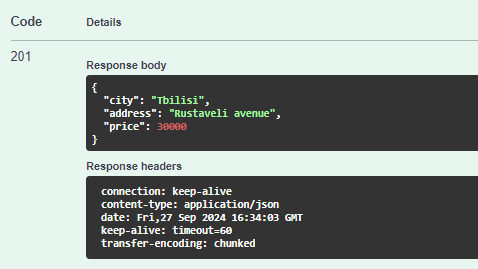 Code Details
201
Response body
{
  "city": "Tbilisi",
  "address": "Rustaveli avenue",
  "price": 30000
}
Response headers
connection: keep-alive
content-type: application/json
date: Fri,27 Sep 2024 16:34:03 GMT
keep-alive: timeout=60
transfer-encoding: chunked